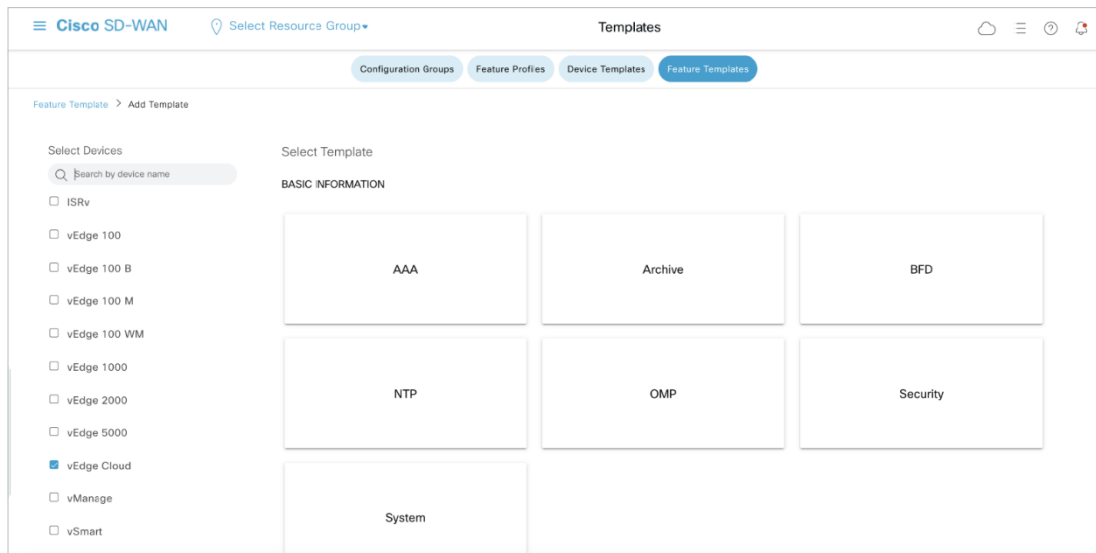 Cisco SD-WAN
Select Resource Group
Templates
Configuration Groups
Feature Profiles
Device Templates
Feature Templates
Feature Template > Add Template
Select Devices
Search by device name
ISRv
vEdge 100
vEdge 100 B
vEdge 100 M
vEdge 100 WM
vEdge 1000
vEdge 2000
vEdge 5000
vEdge Cloud
vManage
vSmart
Select Template
BASIC INFORMATION
AAA
Archive
BFD
NTP
OMP
Security
System